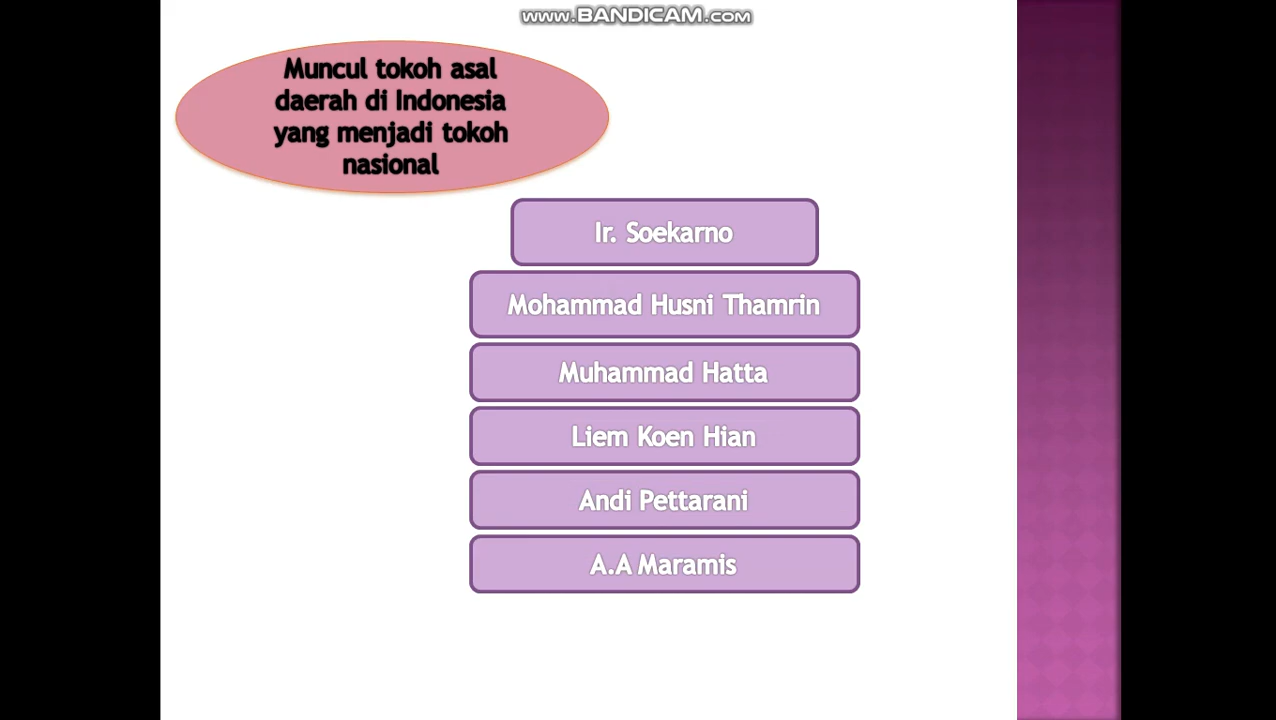 www.BANDICAM.com
Muncul tokoh asal
daerah di Indonesia
yang menjadi tokoh
nasional
Ir. Soekarno
Mohammad Husni Thamrin
Muhammad Hatta
Liem Koen Hian
Andi Pettarani
A.A Maramis